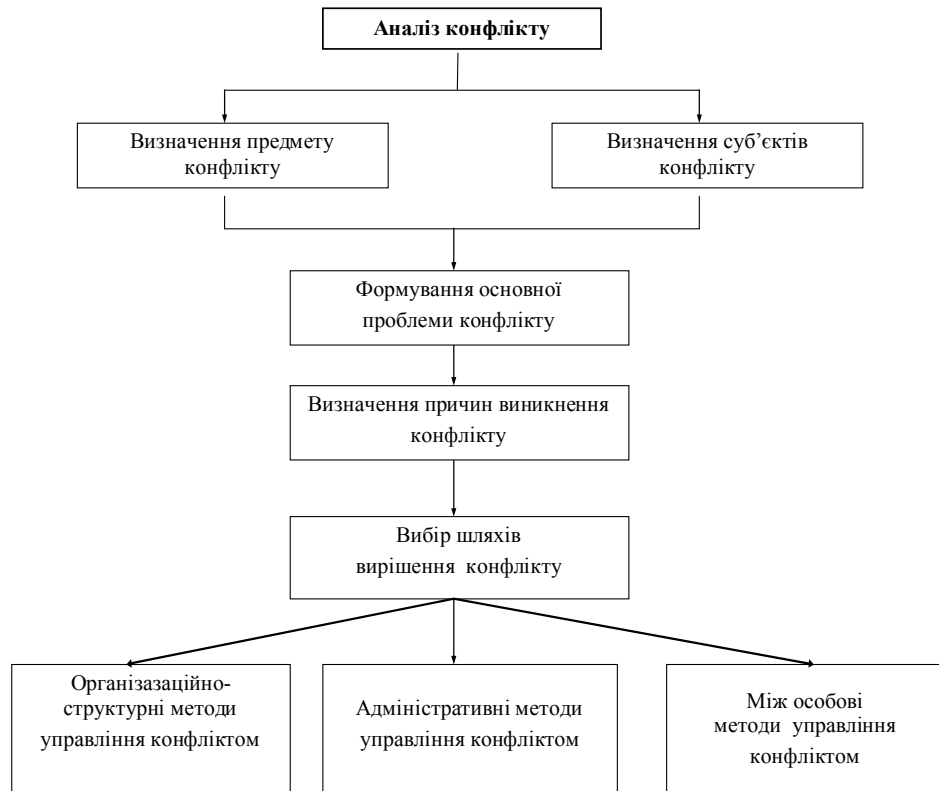 Аналіз конфлікту
Визначення предмету
конфлікту
Визначення суб’єктів
конфлікту
Формування основної
проблеми конфлікту
Визначення причин виникнення
конфлікту
Вибір шляхів
вирішення конфлікту
Організазаційно-
структурні методи
управління конфліктом
Адміністративні методи
управління конфліктом
Між особові
методи управління
конфліктом